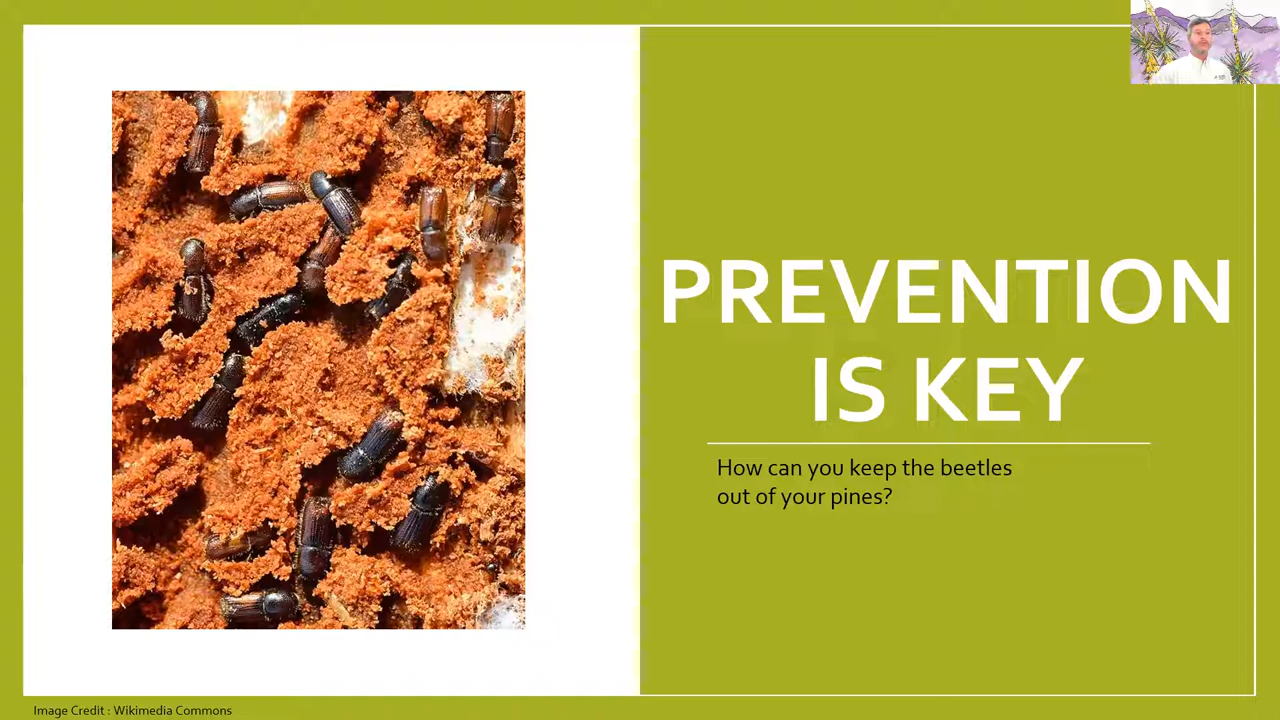 PREVENTION
IS KEY
How can you keep the beetles
out of your pines?
Image Credit : Wikimedia Commons